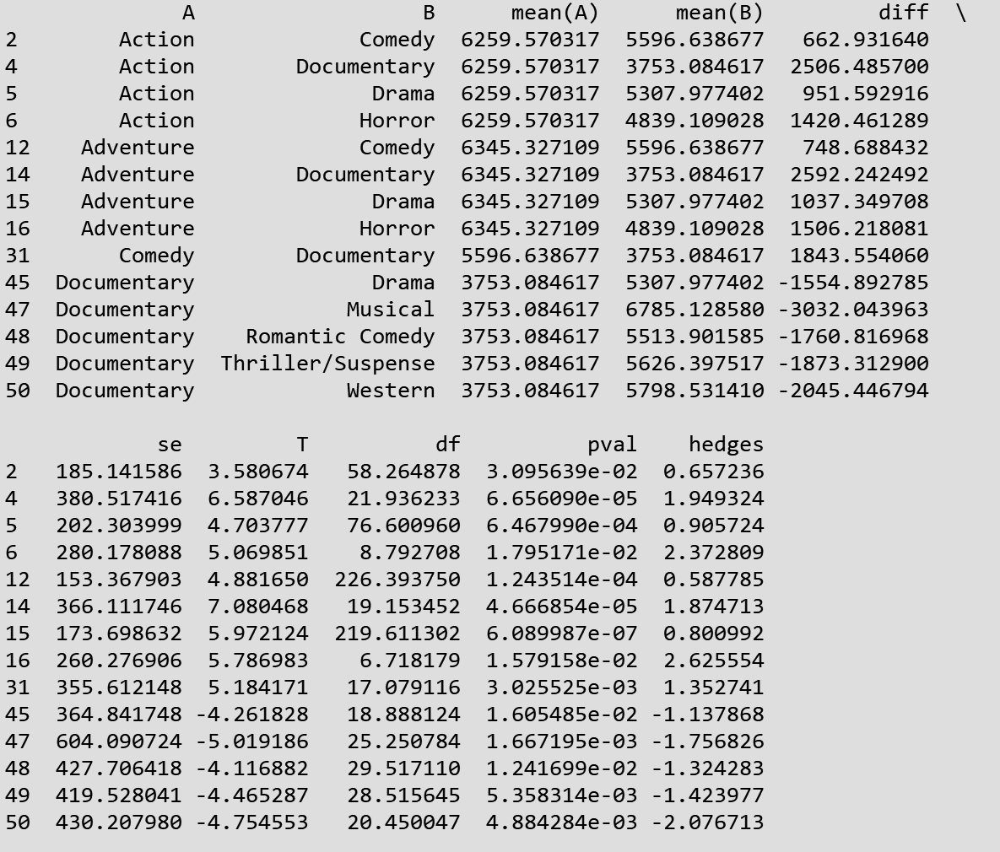 A B mean(A) mean(B) diff \
2 Action Comedy 6259.570317 5596.638677 662.931640
4 Action Documentary 6259.570317 3753.084617 2506.485700
5 Action Drama 6259.570317 5307.977402 951.592916
6 Action Horror 6259.570317 4839.109028 1420.461289
12 Adventure Comedy 6345.327109 5596.638677 748.688432
14 Adventure Documentary 6345.327109 3753.084617 2592.242492
15 Adventure Drama 6345.327109 5307.977402 1037.349708
16 Adventure Horror 6345.327109 4839.109028 1506.218081
31 Comedy Documentary 5596.638677 3753.084617 1843.554060
45 Documentary Drama 3753.084617 5307.977402 -1554.892785
47 Documentary Musical 3753.084617 6785.128580 -3032.043963
48 Documentary Romantic Comedy 3753.084617 5513.901585 -1760.816968
49 Documentary Thriller/Suspense 3753.084617 5626.397517 -1873.312900
50 Documentary Western 3753.084617 5798.531410 -2045.446794
se T df pval hedges
2 185.141586 3.580674 58.264878 3.095639e-02 0.657236
4 380.517416 6.587046 21.936233 6.656090e-05 1.949324
5 202.303999 4.703777 76.600960 6.467990e-04 0.905724
6 280.178088 5.069851 8.792708 1.795171e-02 2.372809
12 153.367903 4.881650 226.393750 1.243514e-04 0.587785
14 366.111746 7.080468 19.153452 4.666854e-05 1.874713
15 173.698632 5.972124 219.611302 6.089987e-07 0.800992
16 260.276906 5.786983 6.718179 1.579158e-02 2.625554
31 355.612148 5.184171 17.079116 3.025525e-03 1.352741
45 364.841748 -4.261828 18.888124 1.605485e-02 -1.137868
47 604.090724 -5.019186 25.250784 1.667195e-03 -1.756826
48 427.706418 -4.116882 29.517110 1.241699e-02 -1.324283
49 419.528041 -4.465287 28.515645 5.358314e-03 -1.423977
50 430.207980 -4.754553 20.450047 4.884284e-03 -2.076713